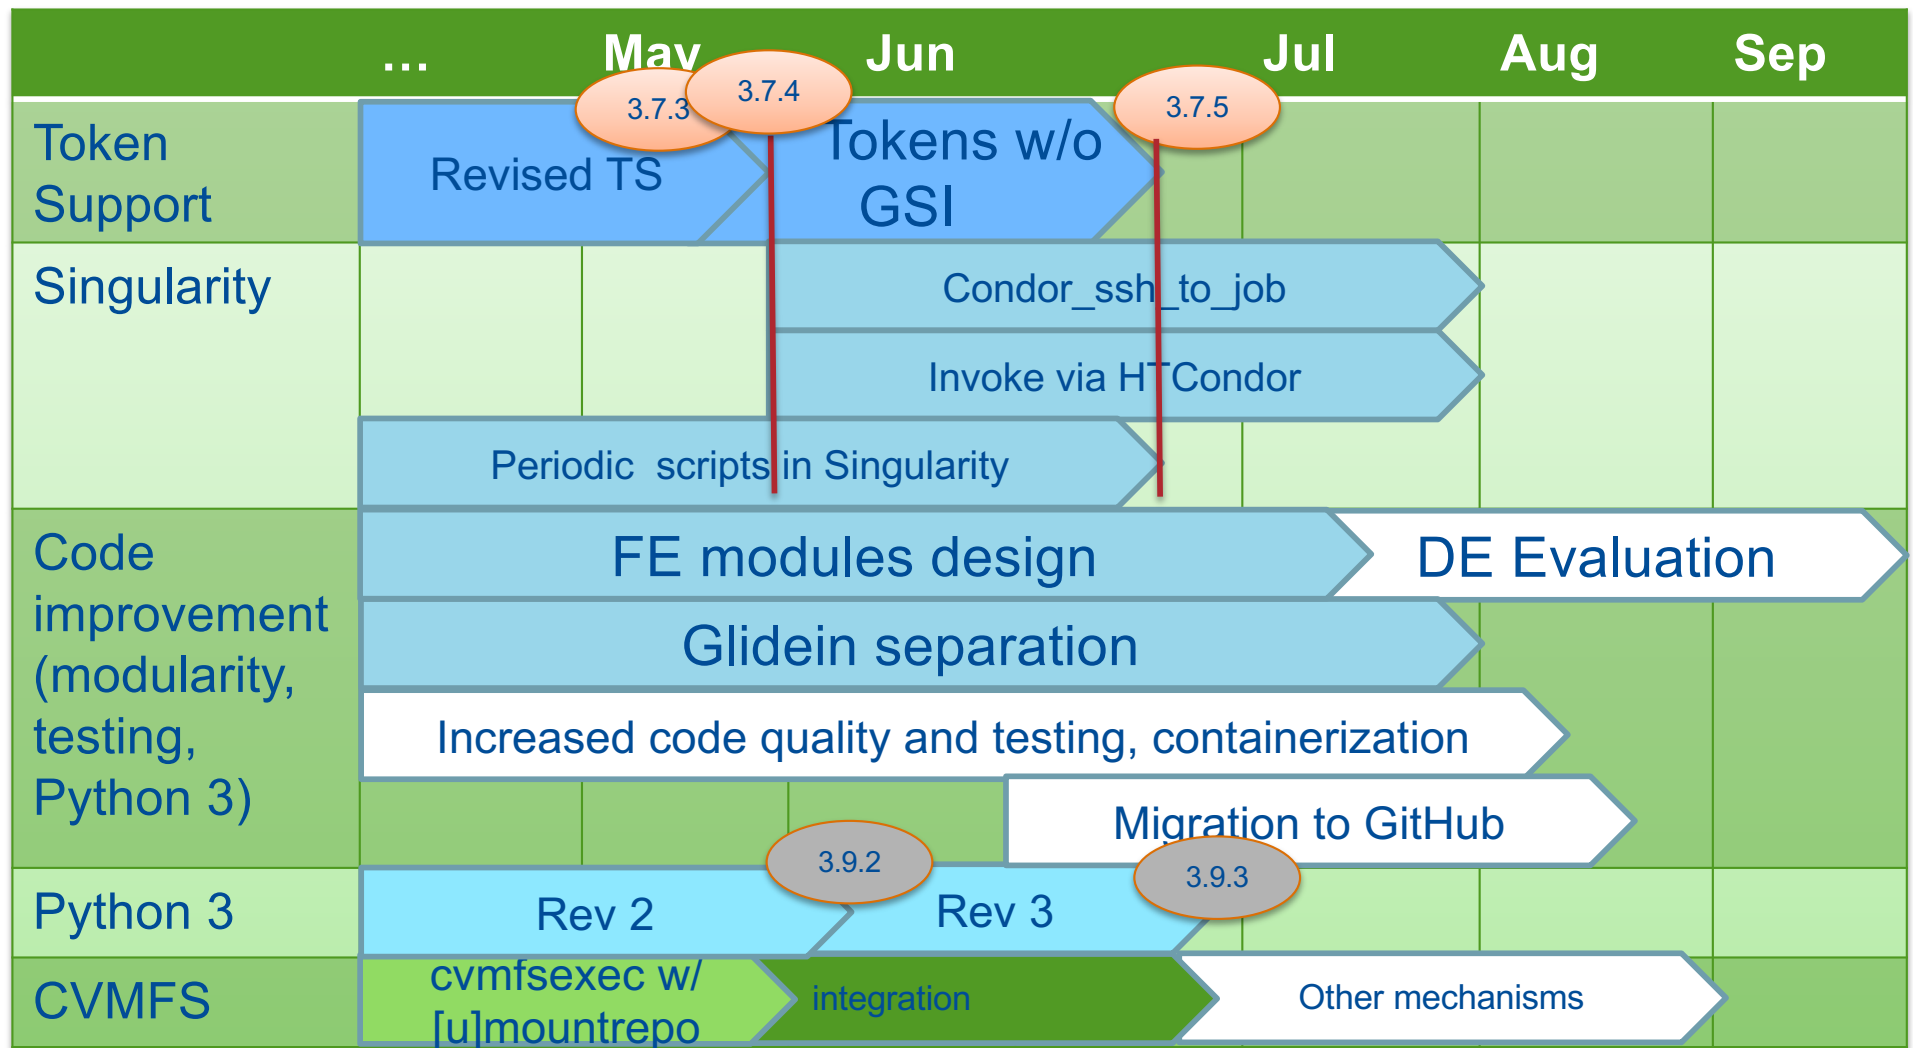 … May Jun Jul Aug Sep
3.7.3 3.7.4 3.7.5
Token
Support
Revised TS
Tokens w/o
GSI
Singularity
Condor_ssh_to_job
Invoke via HTCondor
Periodic scripts in Singularity
Code
improvement
(modularity,
testing,
Python 3)
FE modules design
DE Evaluation
Glidein separation
Increased code quality and testing, containerization
Migration to GitHub
3.9.2 3.9.3
Python 3
Rev 2
Rev 3
CVMFS
cvmfsexec w/
[u]mountrepo
integration
Other mechanisms